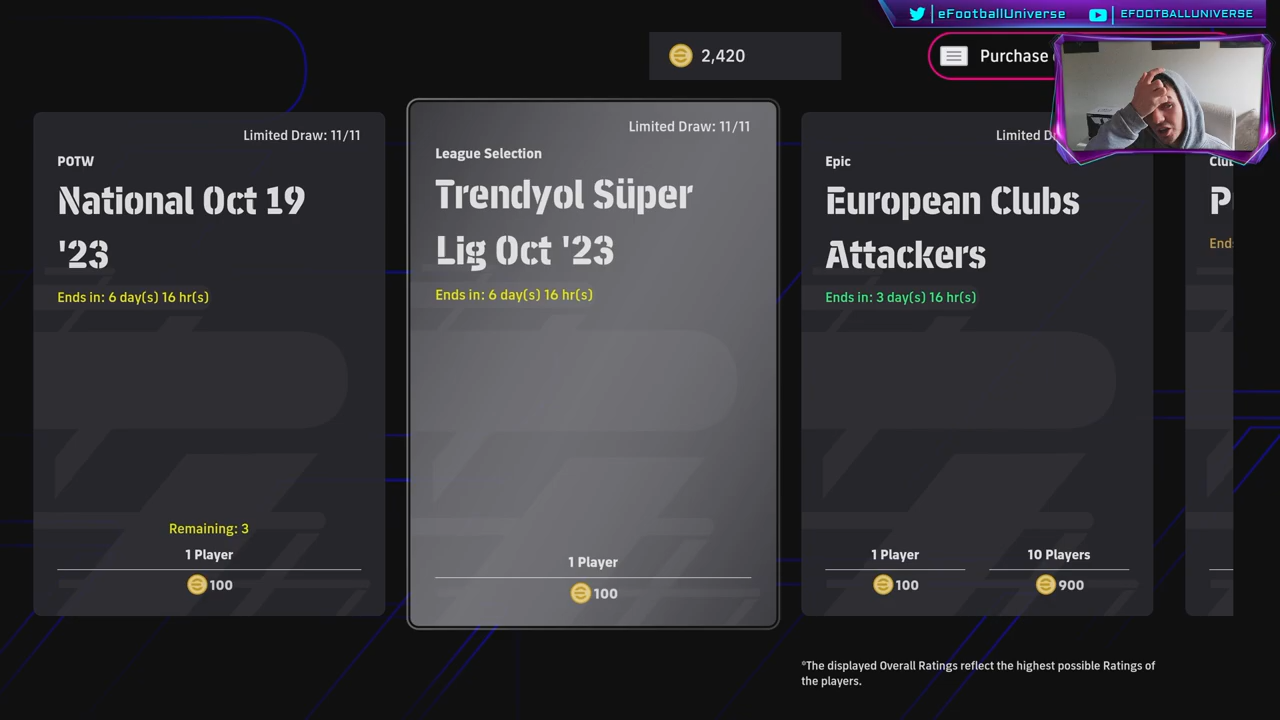 eFootballUniverse
EFOOTBALLUNIVERSE
2,420
Purchase
Limited Draw: 11/11
POTW
National Oct 19
'23
Ends in: 6 day(s) 16 hr(s)
Remaining: 3
1 Player
100
Limited Draw: 11/11
League Selection
Trendyol Süper
Lig Oct '23
Ends in: 6 day(s) 16 hr(s)
1 Player
100
Limited
Epic
European Clubs
Attackers
Ends in: 3 day(s) 16 hr(s)
1 Player
10 Players
100
900
Ends
*The displayed Overall Ratings reflect the highest possible Ratings of
the players.